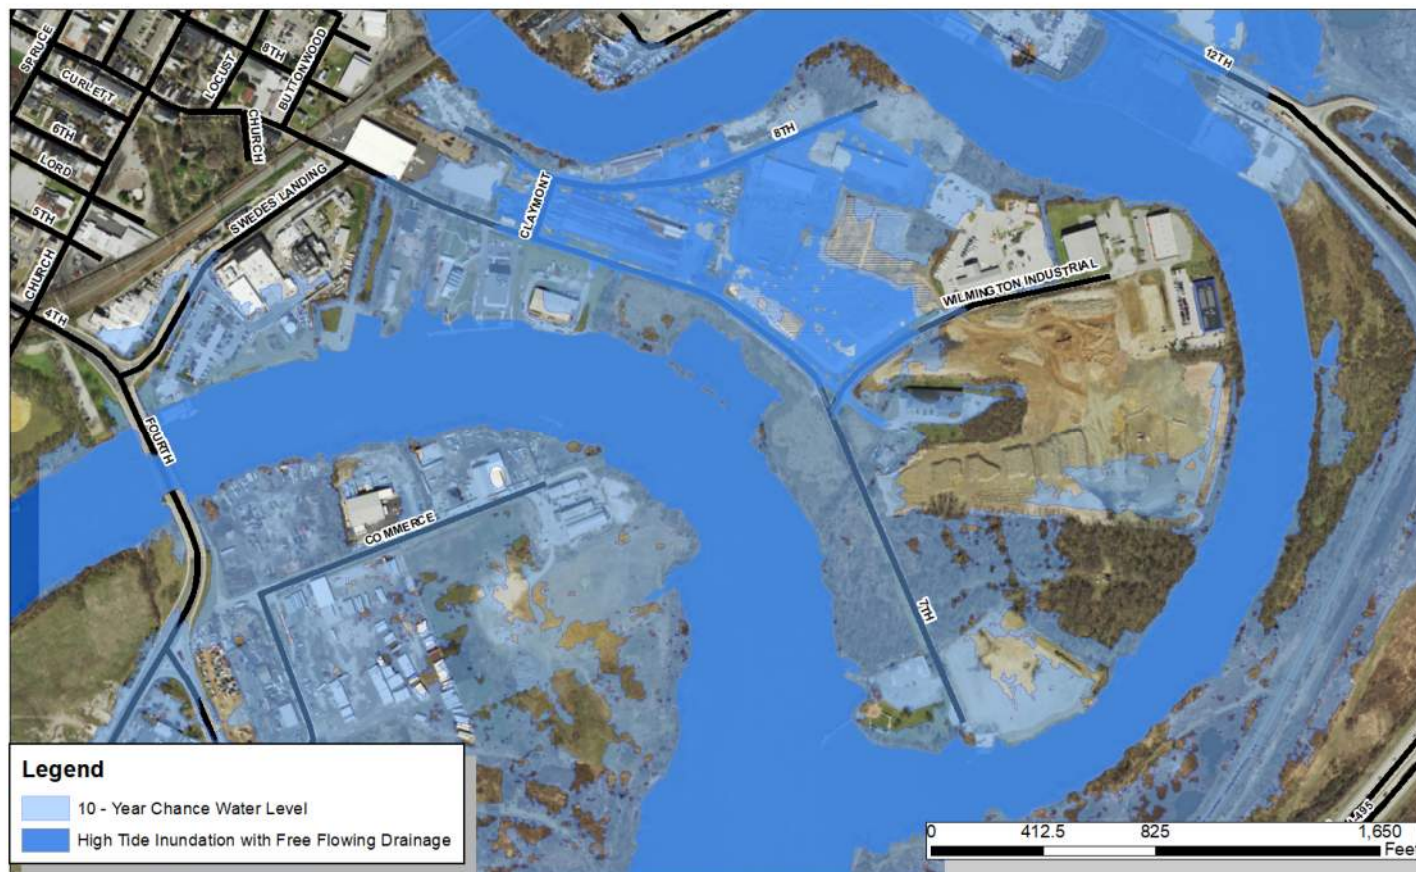 SPRUCE
CURLETT
6TH
LORD
5TH
CHURCH
4TH
LOCUST
8TH
BUTTONWOOD
CHURCH
SWEDES LANDING
FOURTH
CLAYMONT
8TH
12TH
WILMINGTON INDUSTRIAL
COMMERCE
7TH
I-495
Legend
10 - Year Chance Water Level
High Tide Inundation with Free Flowing Drainage
0 412.5 825 1,650
Feet